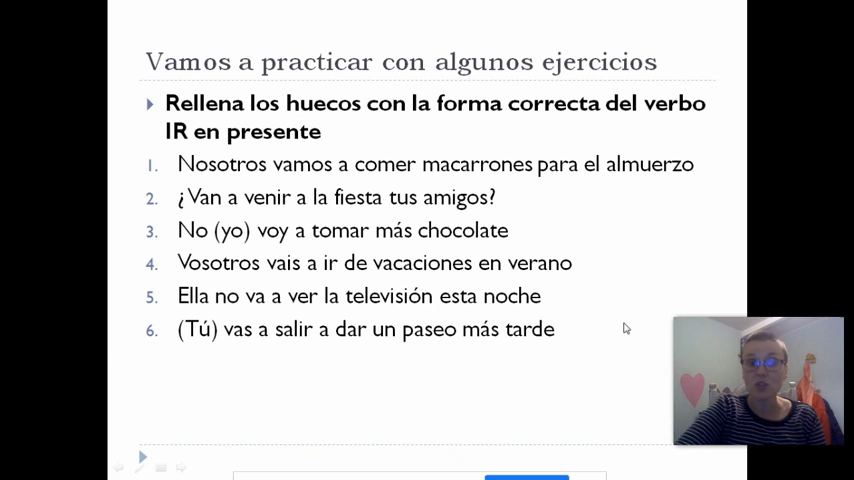 Vamos a practicar con algunos ejercicios
Rellena los huecos con la forma correcta del verbo
IR en presente
1. Nosotros vamos a comer macarrones para el almuerzo
2. ¿Van a venir a la fiesta tus amigos?
3. No (yo) voy a tomar más chocolate
4. Vosotros vais a ir de vacaciones en verano
5. Ella no va a ver la televisión esta noche
6. (Tú) vas a salir a dar un paseo más tarde